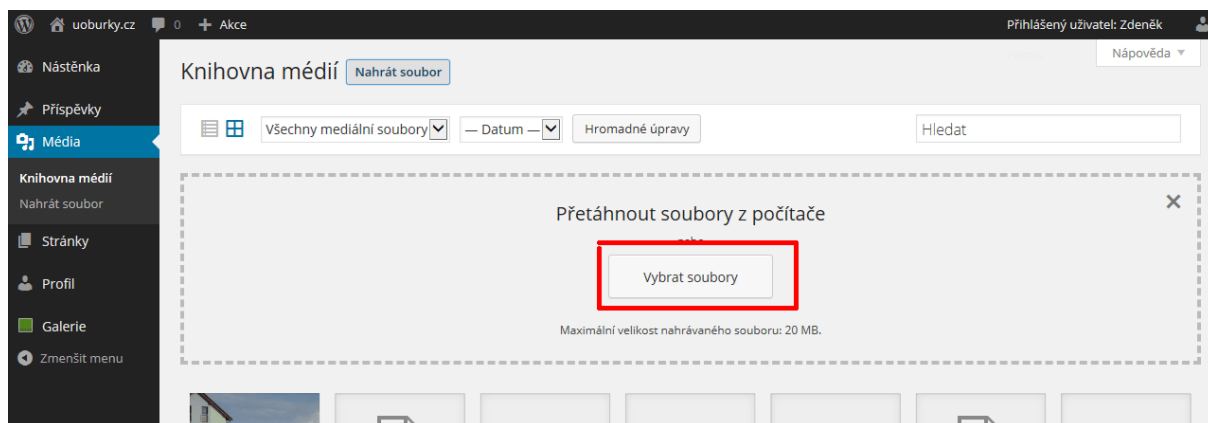 uoburky.cz 0 + Akce Přihlášený uživatel: Zdeněk
Nápověda
Nástěnka
Příspěvky
Média
Knihovna médií
Nahrát soubor
Stránky
Profil
Galerie
Zmenšit menu
Knihovna médií Nahrát soubor
Všechny mediální soubory — Datum — Hromadné úpravy Hledat
Přetáhnout soubory z počítače
nebo
Vybrat soubory
Maximální velikost nahrávaného souboru: 20 MB.